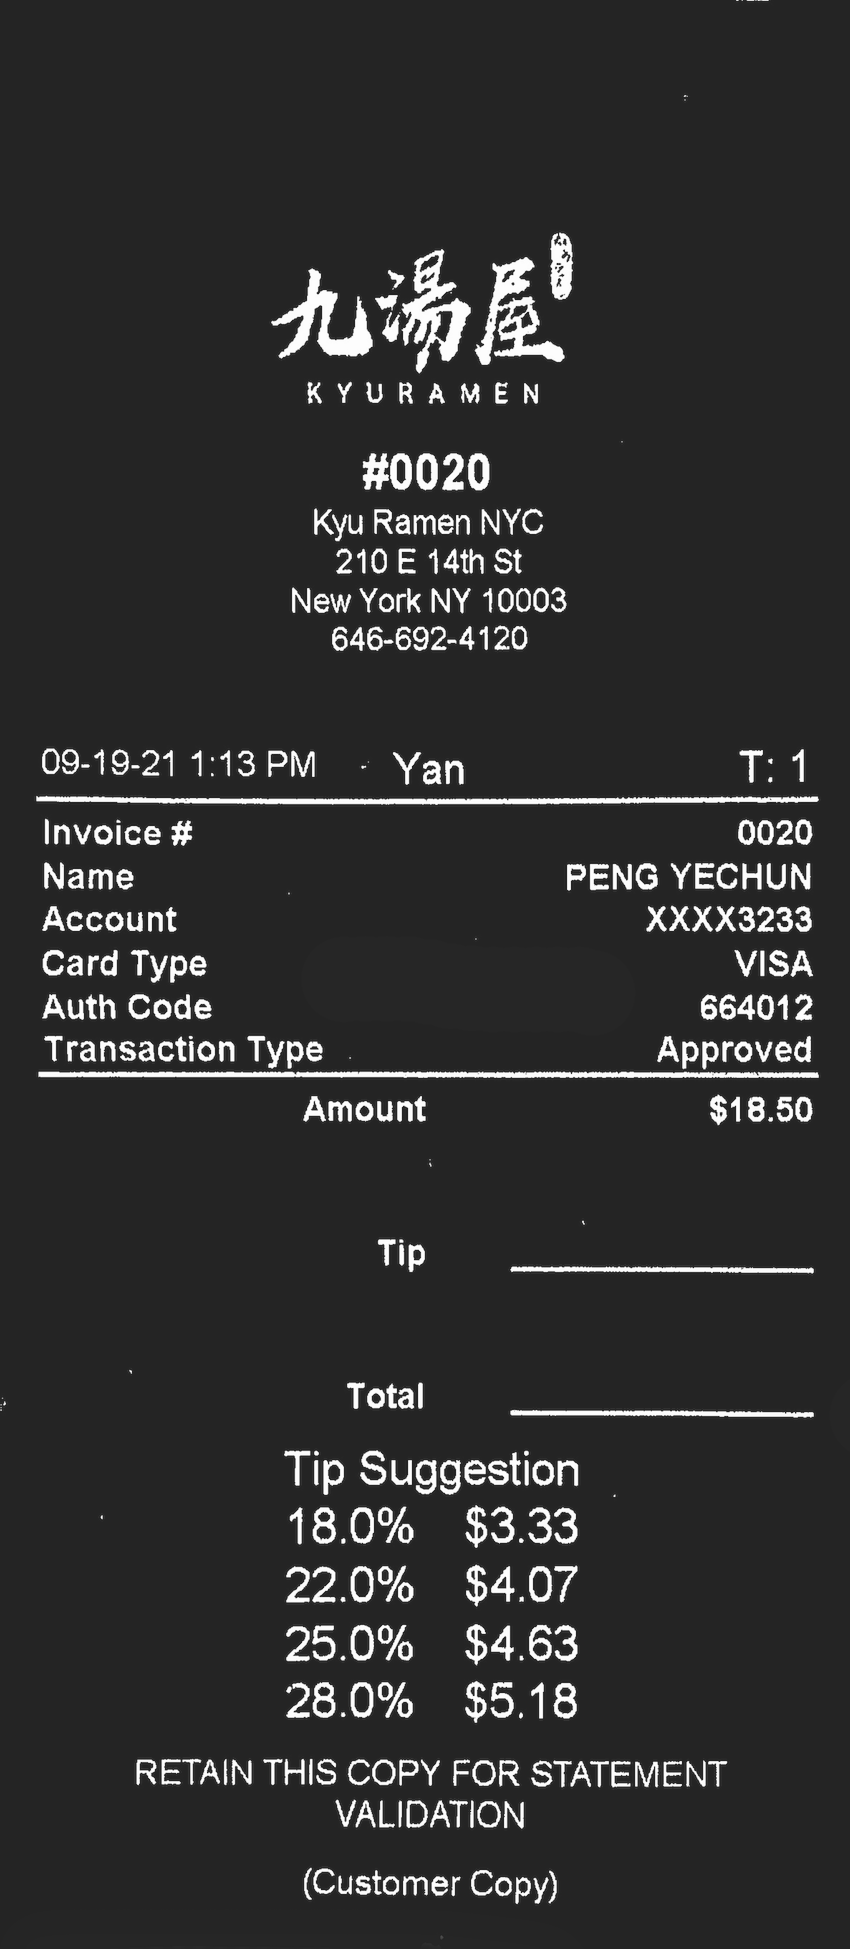 九湯屋
KYURAMEN
#0020
Kyu Ramen NYC
210 E 14th St
New York NY 10003
646-692-4120
09-19-21 1:13 PM Yan T: 1
Invoice # 0020
Name PENG YECHUN
Account XXXX3233
Card Type VISA
Auth Code 664012
Transaction Type Approved
Amount $18.50
Tip
Total
Tip Suggestion
18.0% $3.33
22.0% $4.07
25.0% $4.63
28.0% $5.18
RETAIN THIS COPY FOR STATEMENT
VALIDATION
(Customer Copy)